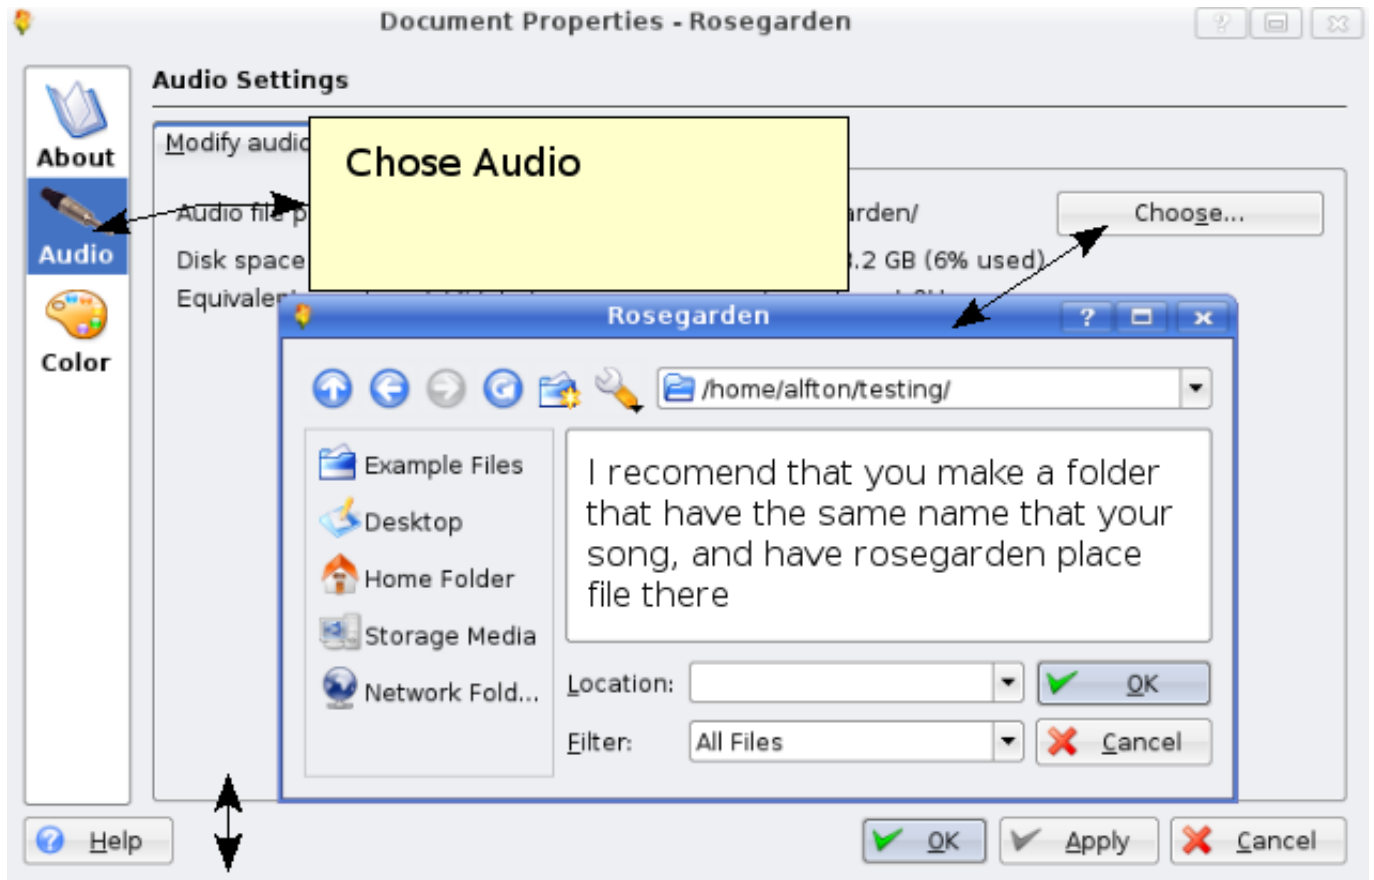 Document Properties - Rosegarden
Audio Settings
About
Modify audio
Chose Audio
Audio file p
arden/
Choose...
Audio
Disk space
.2 GB (6% used)
Color
Rosegarden
/home/alfton/testing/
Example Files
Desktop
Home Folder
Storage Media
Network Fold...
I recomend that you make a folder
that have the same name that your
song, and have rosegarden place
file there
Location:
OK
Filter:
All Files
Cancel
Help
OK
Apply
Cancel